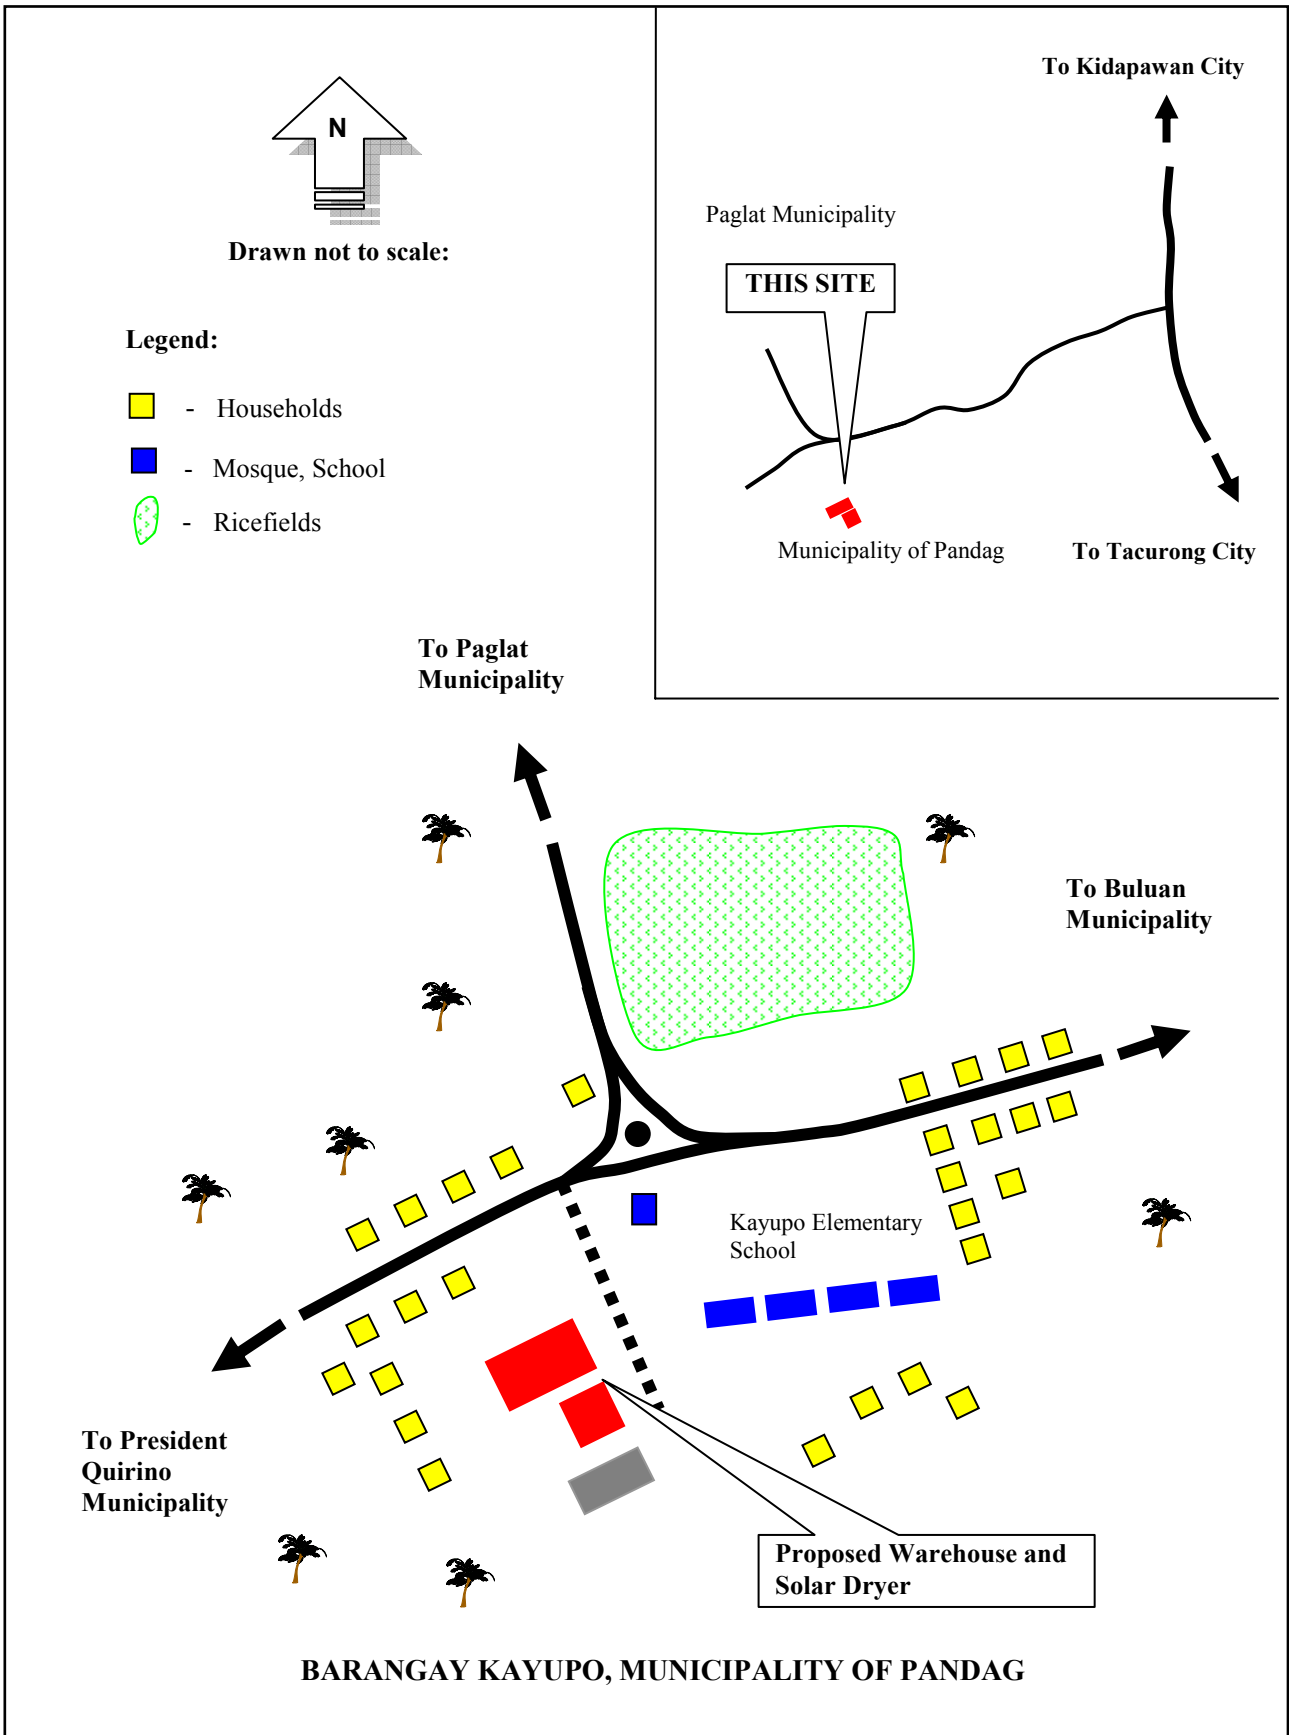 To Kidapawan City
N
Paglat Municipality
Drawn not to scale:
THIS SITE
Legend:
- Households
- Mosque, School
- Ricefields
Municipality of Pandag
To Tacurong City
To Paglat
Municipality
To Buluan
Municipality
Kayupo Elementary
School
To President
Quirino
Municipality
Proposed Warehouse and
Solar Dryer
BARANGAY KAYUPO, MUNICIPALITY OF PANDAG